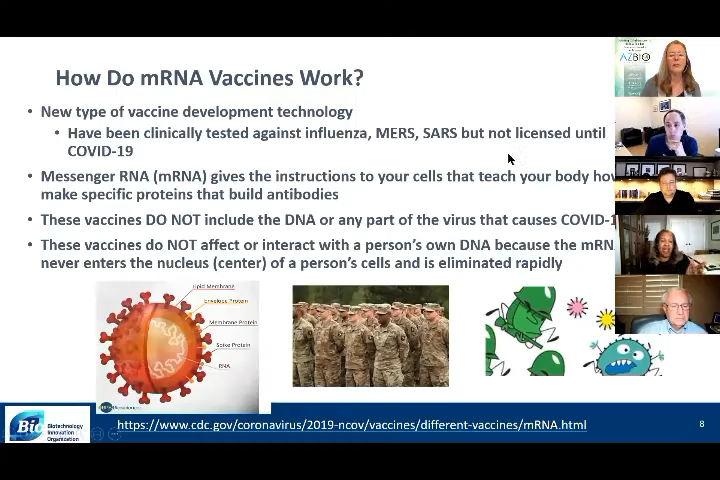 How Do mRNA Vaccines Work?
• New type of vaccine development technology
• Have been clinically tested against influenza, MERS, SARS but not licensed until
COVID-19
• Messenger RNA (mRNA) gives the instructions to your cells that teach your body how
make specific proteins that build antibodies
• These vaccines DO NOT include the DNA or any part of the virus that causes COVID-1
• These vaccines do NOT affect or interact with a person's own DNA because the mRN
never enters the nucleus (center) of a person's cells and is eliminated rapidly
Lipid Membrane
Envelope Protein
Membrane Protein
Spike Protein
RNA
AZBIO
Bio
Biotechnology
Innovation
Organization
https://www.cdc.gov/coronavirus/2019-ncov/vaccines/different-vaccines/mRNA.html
8